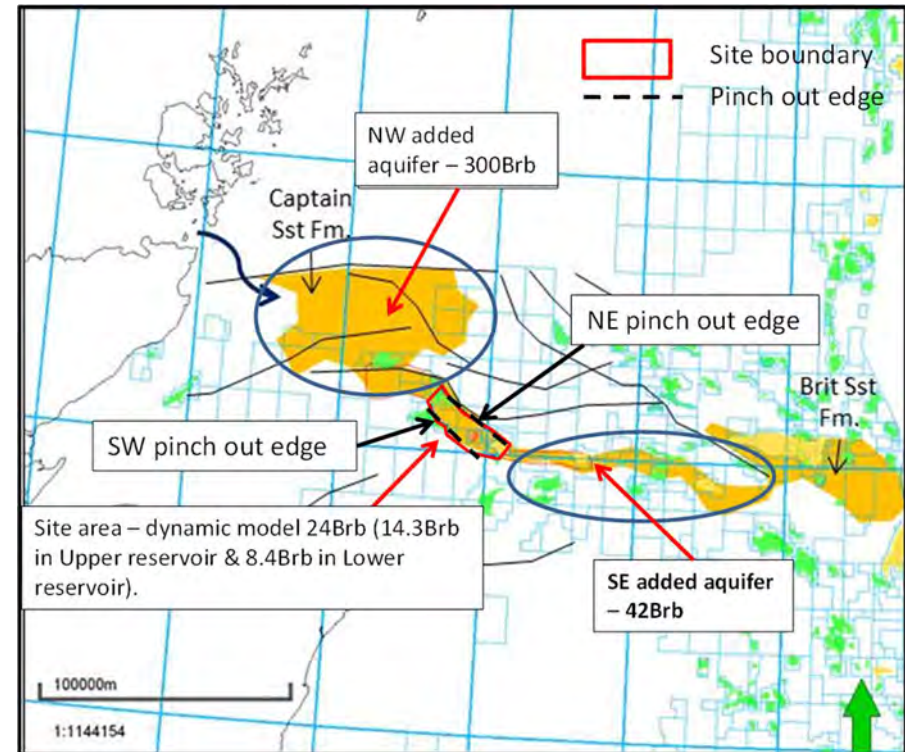 Site boundary
Pinch out edge
NW added
aquifer – 300Brb
Captain
Sst Fm.
NE pinch out edge
Brit Sst
Fm.
SW pinch out edge
Site area – dynamic model 24Brb (14.3Brb
in Upper reservoir & 8.4Brb in Lower
reservoir).
SE added aquifer
– 42Brb
100000m
1:1144154